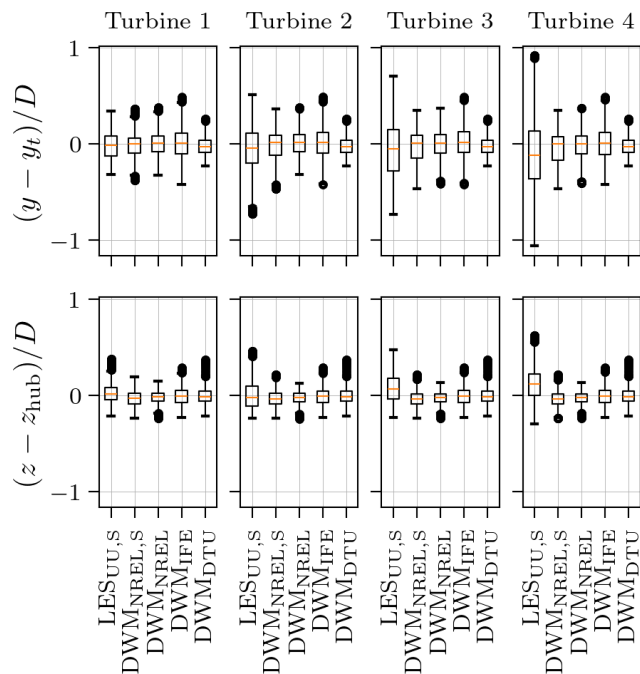 Turbine 1 Turbine 2 Turbine 3 Turbine 4
(y − y_t)/D
1
0
−1
(z − z_hub)/D
1
0
−1
LES_UU,S DWM_NREL,S DWM_NREL DWM_IFE DWM_DTU
LES_UU,S DWM_NREL,S DWM_NREL DWM_IFE DWM_DTU
LES_UU,S DWM_NREL,S DWM_NREL DWM_IFE DWM_DTU
LES_UU,S DWM_NREL,S DWM_NREL DWM_IFE DWM_DTU